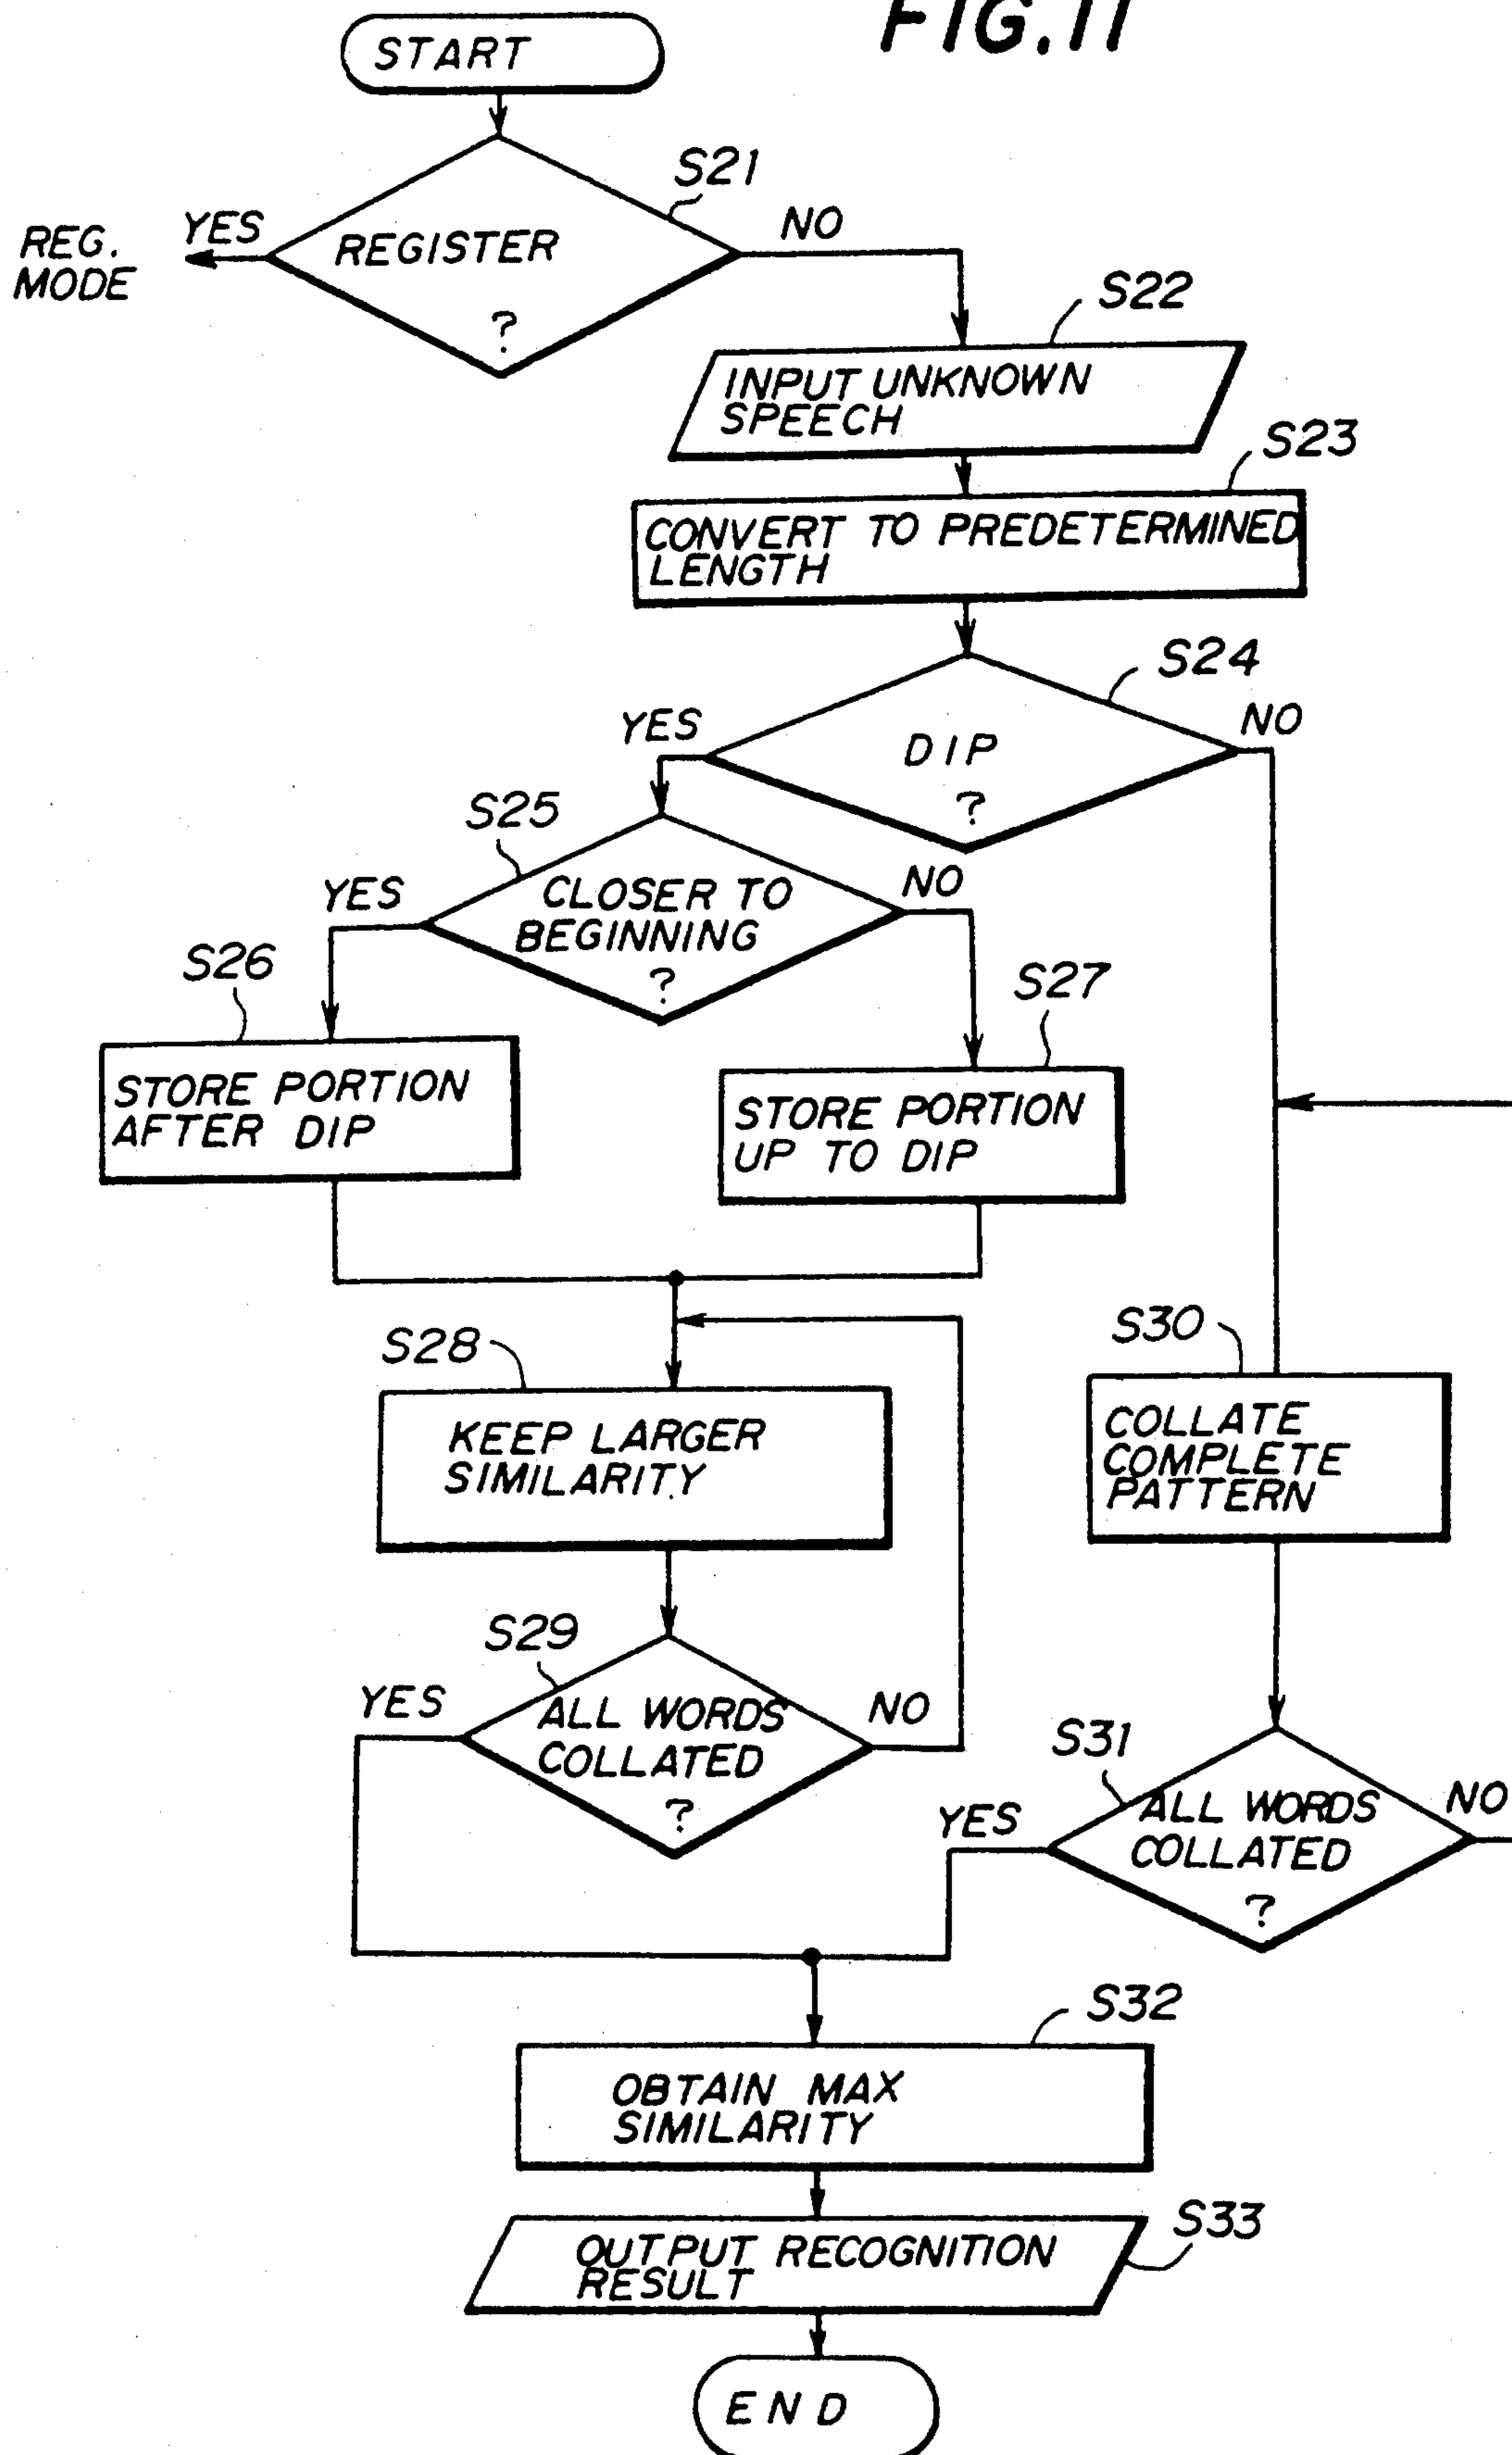 FIG. 11
START
S21
REG.
MODE
YES
REGISTER
?
NO
S22
INPUT UNKNOWN
SPEECH
S23
CONVERT TO PREDETERMINED
LENGTH
S24
YES
DIP
?
NO
S25
YES
CLOSER TO
BEGINNING
?
NO
S26
STORE PORTION
AFTER DIP
S27
STORE PORTION
UP TO DIP
S28
KEEP LARGER
SIMILARITY
S30
COLLATE
COMPLETE
PATTERN
S29
YES
ALL WORDS
COLLATED
?
NO
S31
YES
ALL WORDS
COLLATED
?
NO
S32
OBTAIN MAX
SIMILARITY
S33
OUTPUT RECOGNITION
RESULT
END